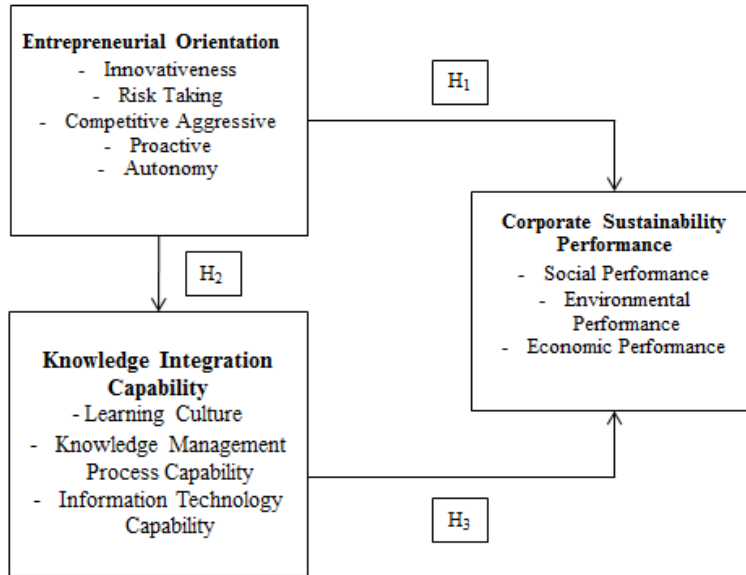 Entrepreneurial Orientation
- Innovativeness
- Risk Taking
- Competitive Aggressive
- Proactive
- Autonomy
H₁
H₂
Corporate Sustainability
Performance
- Social Performance
- Environmental
Performance
- Economic Performance
Knowledge Integration
Capability
- Learning Culture
- Knowledge Management
Process Capability
- Information Technology
Capability
H₃